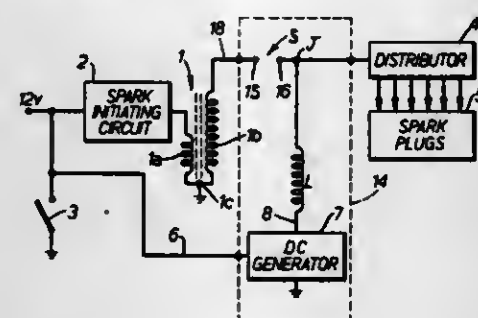 18
S
J
4
2
1
15
16
DISTRIBUTOR
12v
SPARK
INITIATING
CIRCUIT
SPARK
PLUGS
1a
1b
1c
L
14
3
8
7
6
DC
GENERATOR